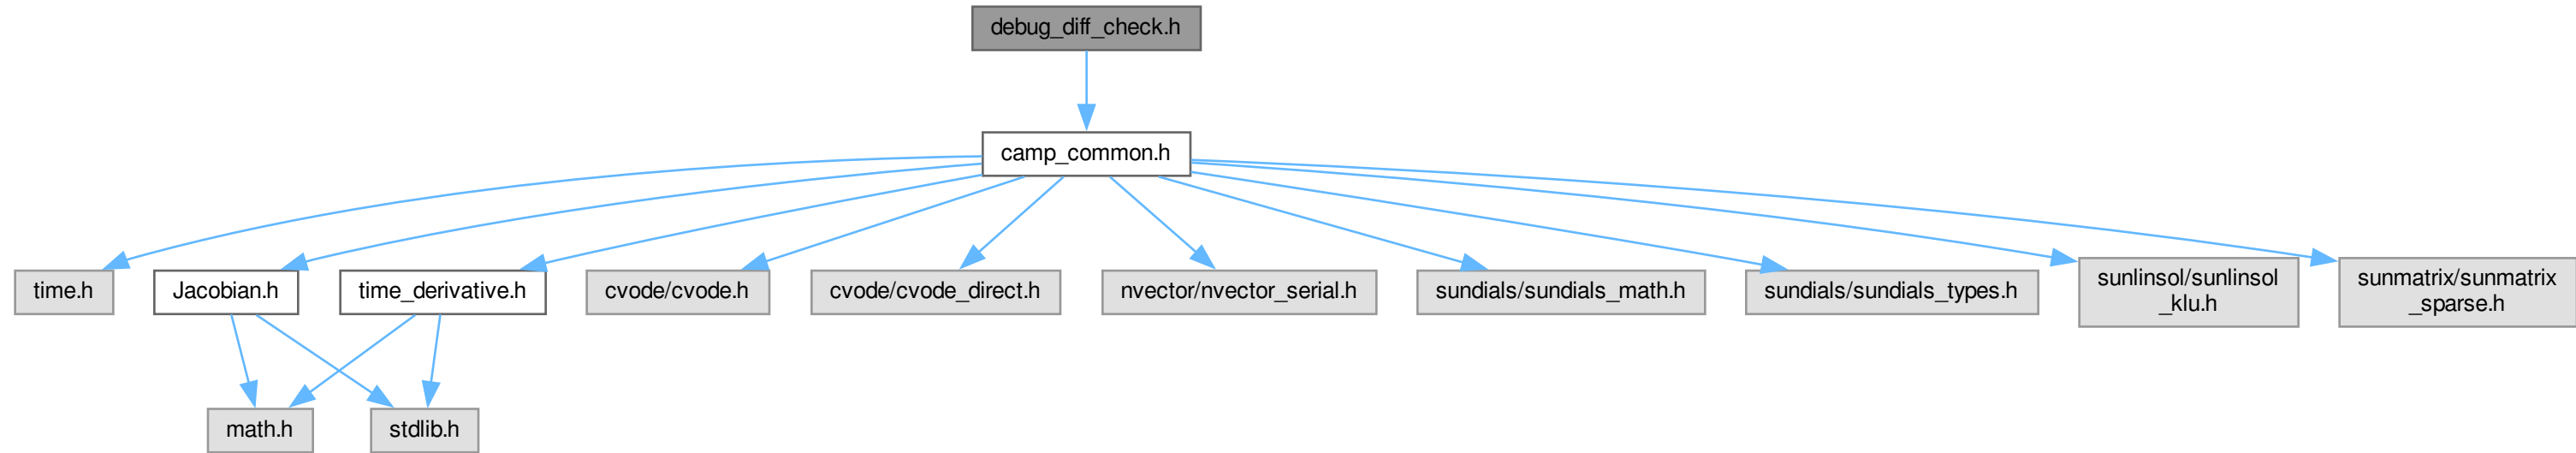 debug_diff_check.h
camp_common.h
time.h
Jacobian.h
time_derivative.h
cvode/cvode.h
cvode/cvode_direct.h
nvector/nvector_serial.h
sundials/sundials_math.h
sundials/sundials_types.h
sunlinsol/sunlinsol
_klu.h
sunmatrix/sunmatrix
_sparse.h
math.h
stdlib.h